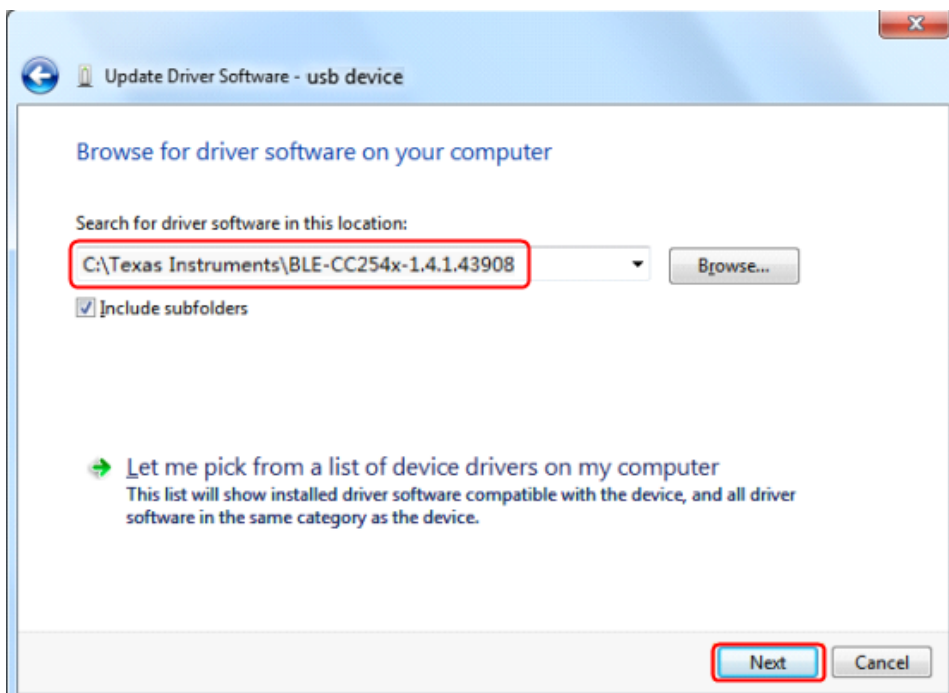 Update Driver Software - usb device
Browse for driver software on your computer
Search for driver software in this location:
C:\Texas Instruments\BLE-CC254x-1.4.1.43908
Browse...
Include subfolders
Let me pick from a list of device drivers on my computer
This list will show installed driver software compatible with the device, and all driver
software in the same category as the device.
Next
Cancel